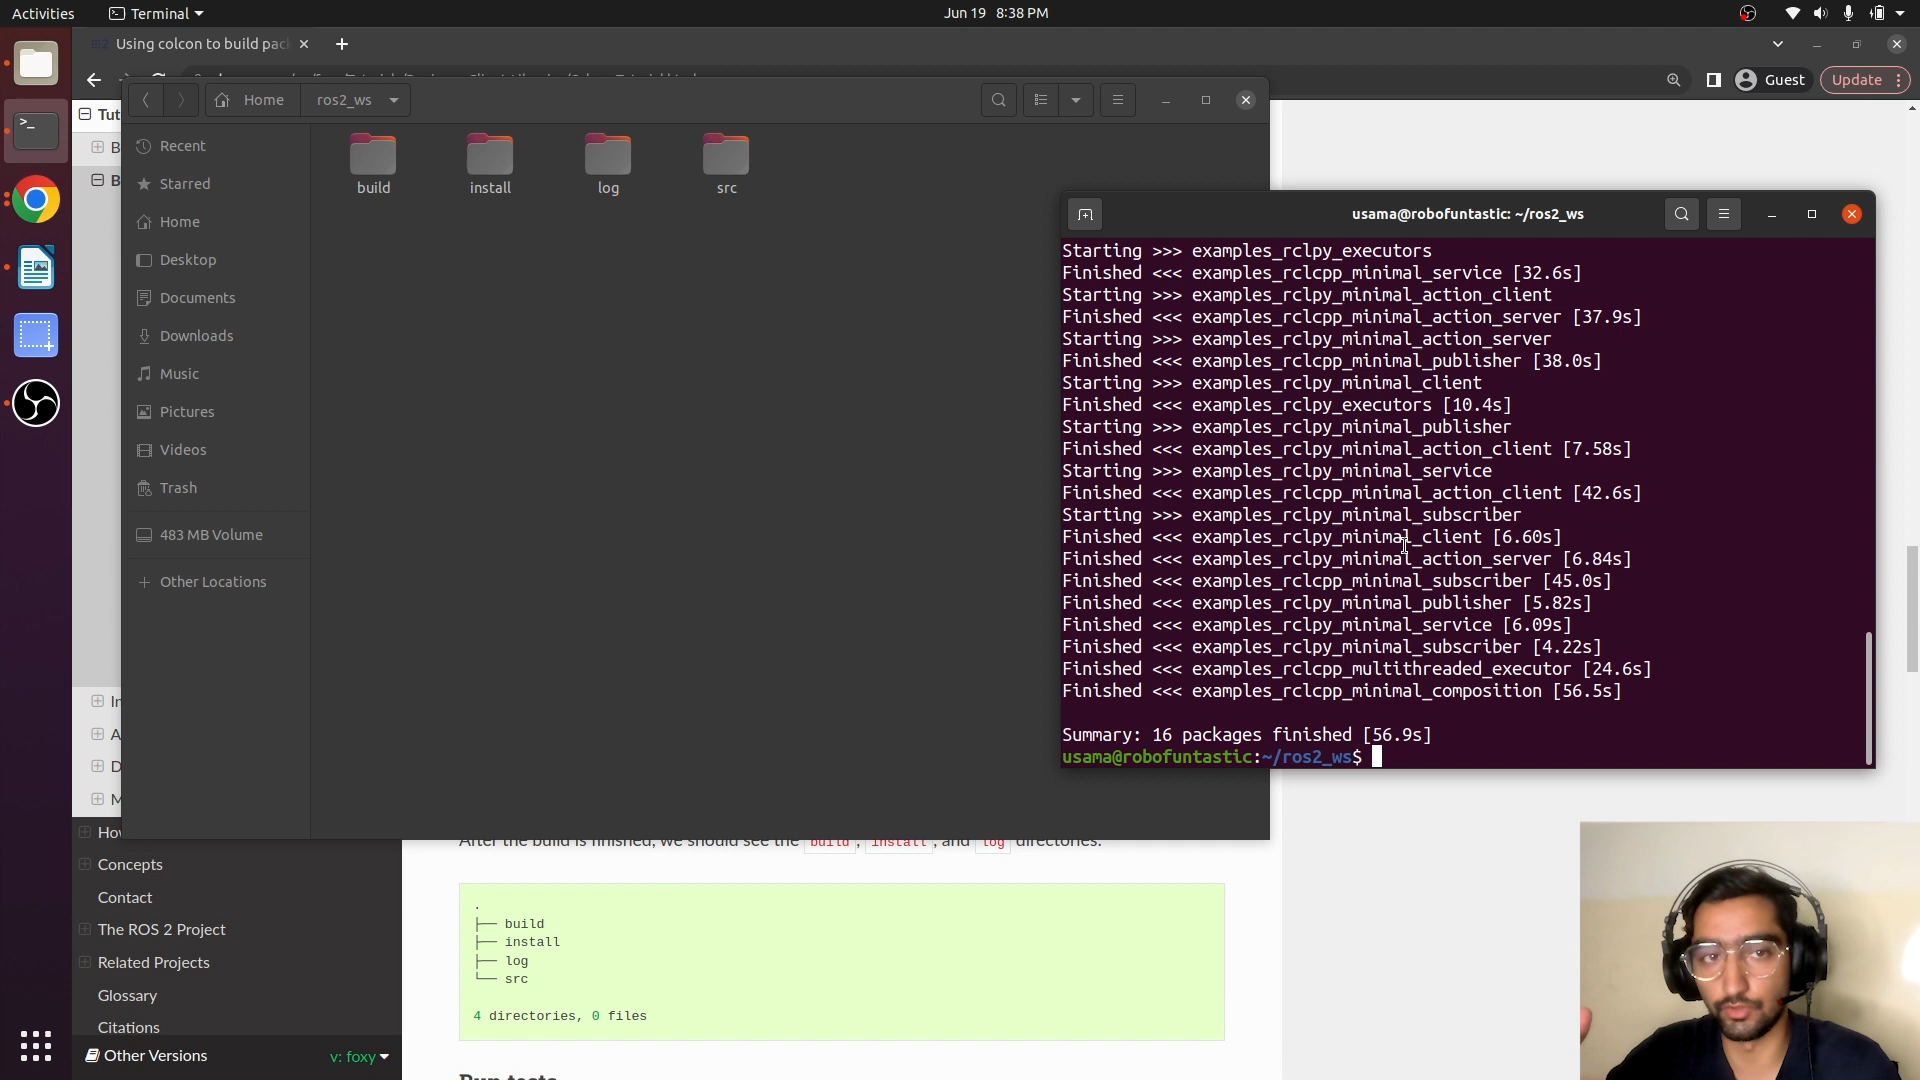 Activities
Terminal
Jun 19 8:38 PM
Using colcon to build pac
Guest
Update
Home
ros2_ws
Tut
B
B
Recent
Starred
Home
Desktop
Documents
Downloads
Music
Pictures
Videos
Trash
483 MB Volume
+ Other Locations
build
install
log
src
usama@robofuntastic: ~/ros2_ws
Starting >>> examples_rclpy_executors
Finished <<< examples_rclcpp_minimal_service [32.6s]
Starting >>> examples_rclpy_minimal_action_client
Finished <<< examples_rclcpp_minimal_action_server [37.9s]
Starting >>> examples_rclpy_minimal_action_server
Finished <<< examples_rclcpp_minimal_publisher [38.0s]
Starting >>> examples_rclpy_minimal_client
Finished <<< examples_rclpy_executors [10.4s]
Starting >>> examples_rclpy_minimal_publisher
Finished <<< examples_rclpy_minimal_action_client [7.58s]
Starting >>> examples_rclpy_minimal_service
Finished <<< examples_rclcpp_minimal_action_client [42.6s]
Starting >>> examples_rclpy_minimal_subscriber
Finished <<< examples_rclpy_minimal_client [6.60s]
Finished <<< examples_rclpy_minimal_action_server [6.84s]
Finished <<< examples_rclcpp_minimal_subscriber [45.0s]
Finished <<< examples_rclpy_minimal_publisher [5.82s]
Finished <<< examples_rclpy_minimal_service [6.09s]
Finished <<< examples_rclpy_minimal_subscriber [4.22s]
Finished <<< examples_rclcpp_multithreaded_executor [24.6s]
Finished <<< examples_rclcpp_minimal_composition [56.5s]
Summary: 16 packages finished [56.9s]
usama@robofuntastic:~/ros2_ws$
In
A
D
M
How
Concepts
Contact
The ROS 2 Project
Related Projects
Glossary
Citations
Other Versions
v: foxy
After the build is finished, we should see the build, install, and log directories:
.
├── build
├── install
├── log
└── src
4 directories, 0 files
Run tests